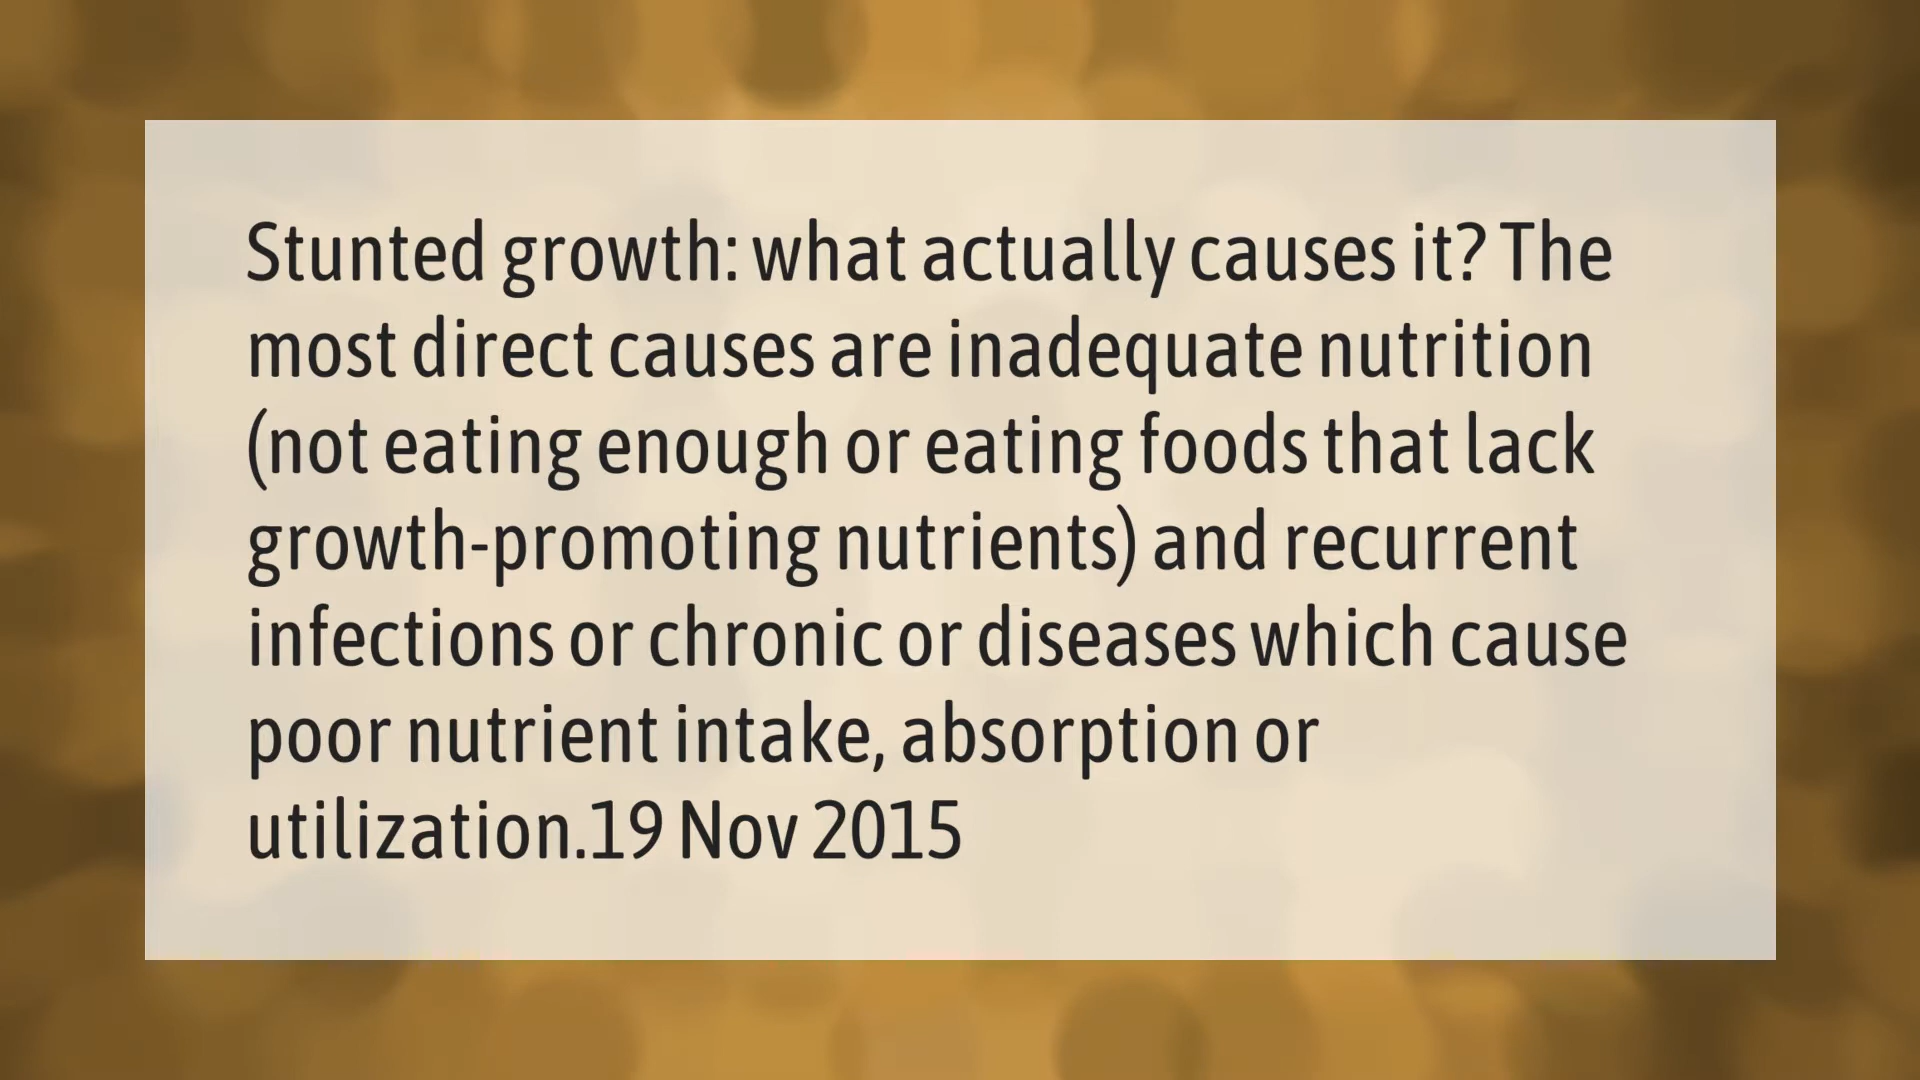 Stunted growth: what actually causes it? The
most direct causes are inadequate nutrition
(not eating enough or eating foods that lack
growth-promoting nutrients) and recurrent
infections or chronic or diseases which cause
poor nutrient intake, absorption or
utilization.19 Nov 2015